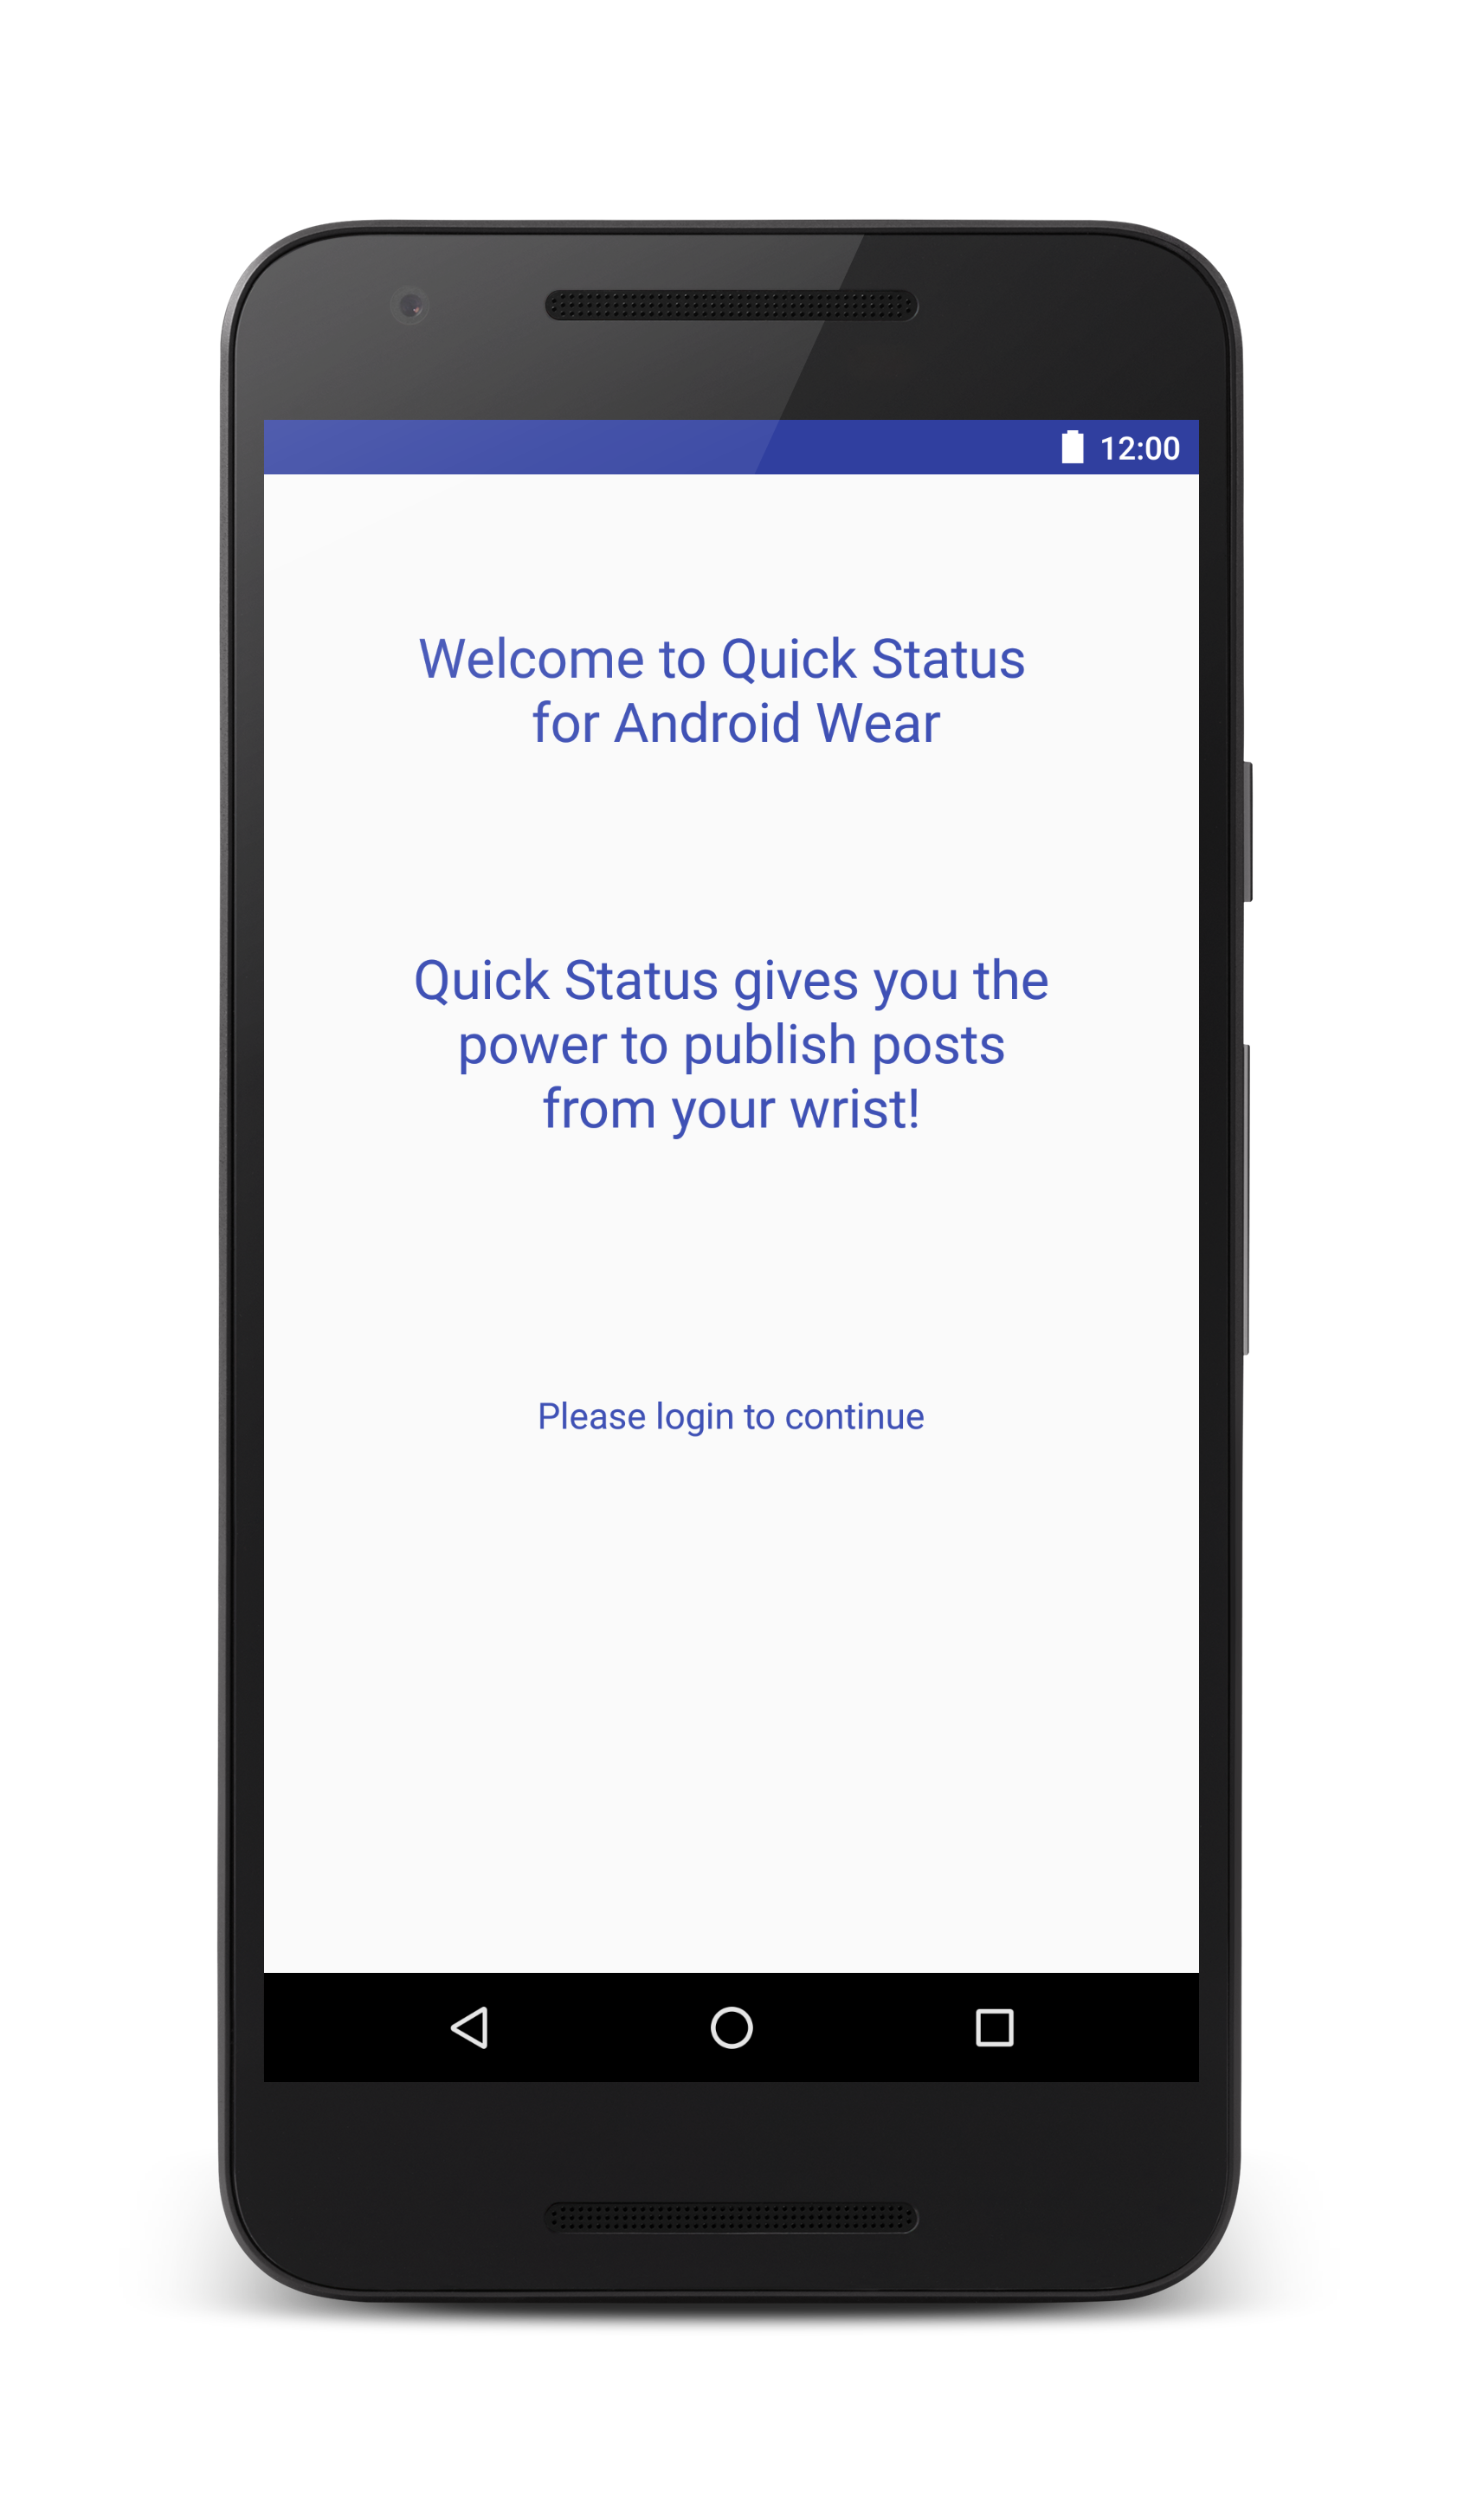 12:00
Welcome to Quick Status
for Android Wear
Quick Status gives you the
power to publish posts
from your wrist!
Please login to continue